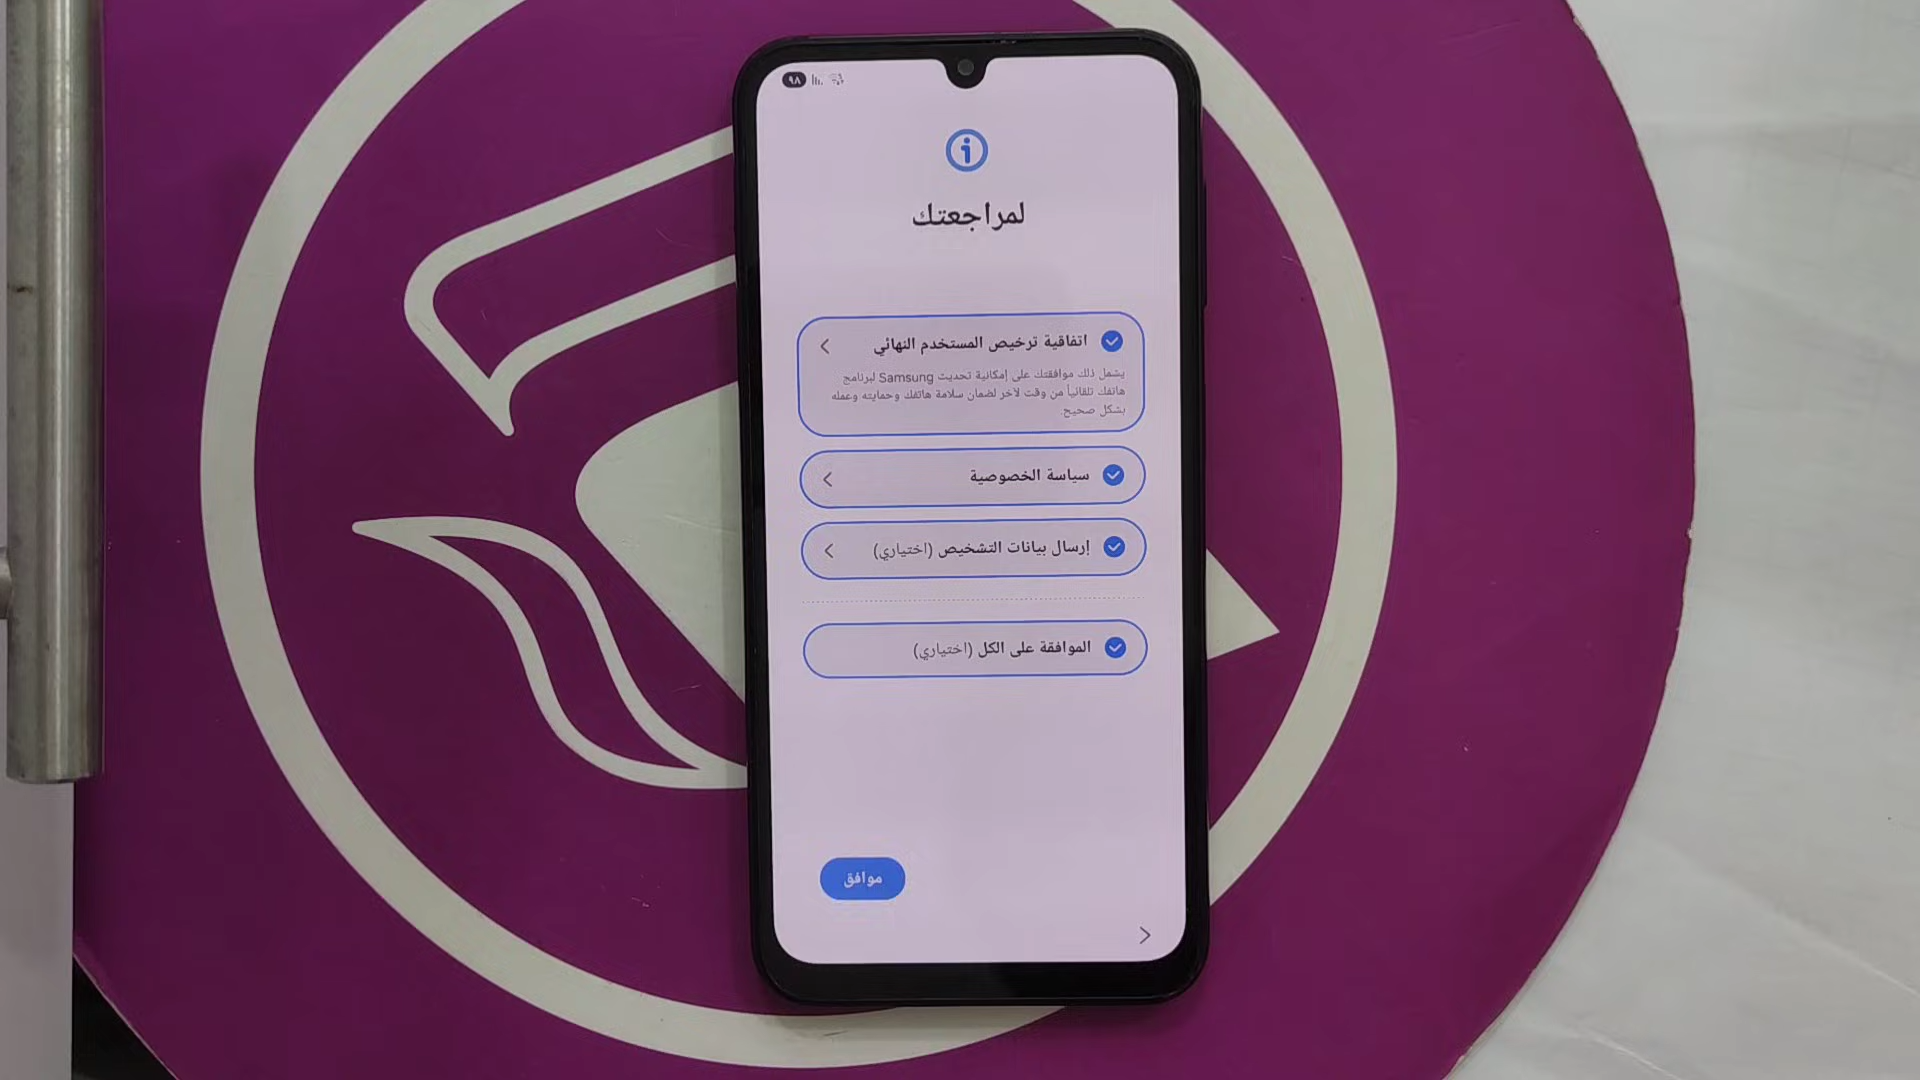 ٩٨
لمراجعتك
اتفاقية ترخيص المستخدم النهائي
يشمل ذلك موافقتك على إمكانية تحديث Samsung لبرنامج
هاتفك تلقائياً من وقت لآخر لضمان سلامة هاتفك وحمايته وعمله
بشكل صحيح.
سياسة الخصوصية
إرسال بيانات التشخيص (اختياري)
الموافقة على الكل (اختياري)
موافق